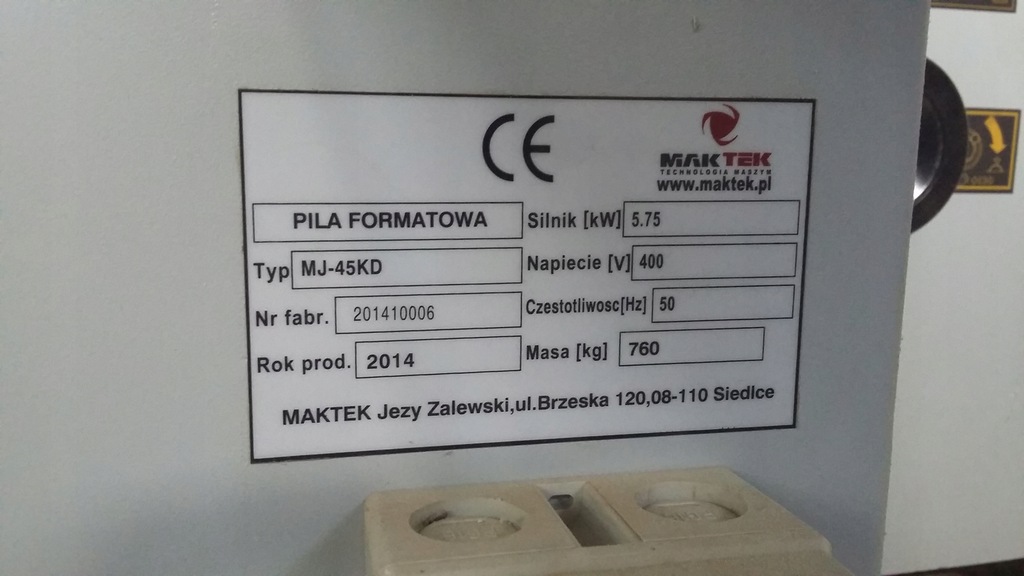 CE
MAKTEK
TECHNOLOGIA MASZYN
www.maktek.pl
PILA FORMATOWA
Silnik [kW] 5.75
Typ MJ-45KD
Napiecie [V] 400
Nr fabr. 201410006
Czestotliwosc[Hz] 50
Rok prod. 2014
Masa [kg] 760
MAKTEK Jezy Zalewski,ul.Brzeska 120,08-110 Siedlce